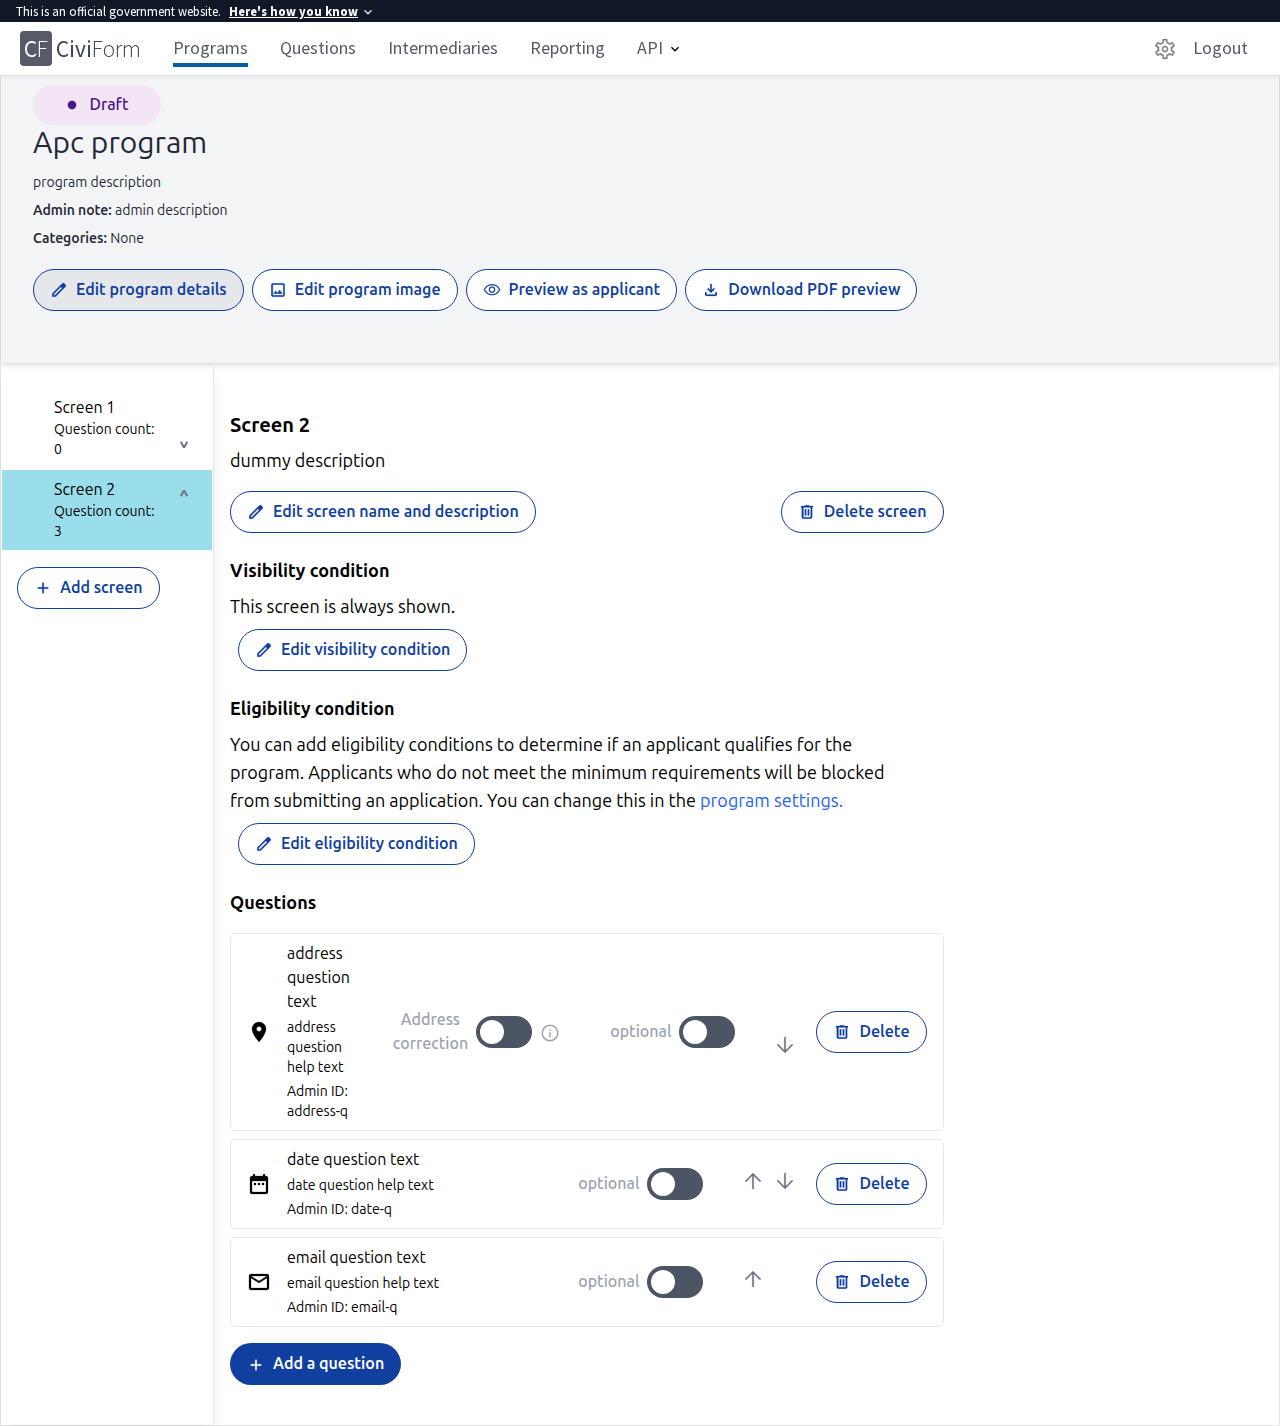 This is an official government website. Here's how you know
CF CiviForm Programs Questions Intermediaries Reporting API Logout
Draft
Apc program
program description
Admin note: admin description
Categories: None
Edit program details Edit program image Preview as applicant Download PDF preview
Screen 1
Question count:
0
Screen 2
Question count:
3
Add screen
Screen 2
dummy description
Edit screen name and description Delete screen
Visibility condition
This screen is always shown.
Edit visibility condition
Eligibility condition
You can add eligibility conditions to determine if an applicant qualifies for the
program. Applicants who do not meet the minimum requirements will be blocked
from submitting an application. You can change this in the program settings.
Edit eligibility condition
Questions
address
question
text
address
question
help text
Admin ID:
address-q
Address
correction
optional
Delete
date question text
date question help text
Admin ID: date-q
optional
Delete
email question text
email question help text
Admin ID: email-q
optional
Delete
Add a question